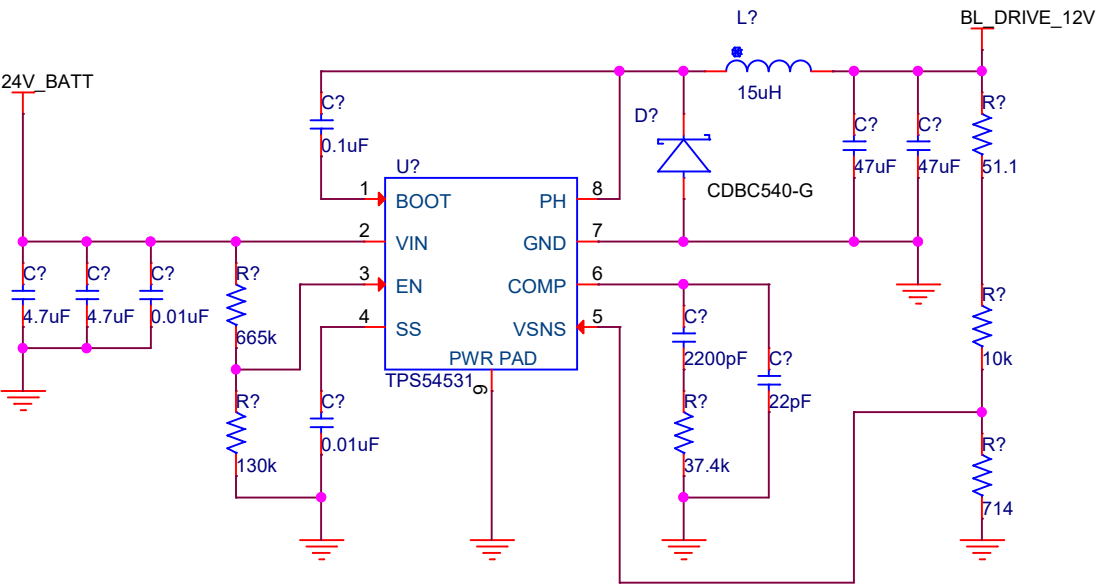 L?
BL_DRIVE_12V
24V_BATT
15uH
C?
0.1uF
D?
C?
47uF
C?
47uF
R?
51.1
CDBC540-G
U?
1
BOOT
PH
8
2
VIN
GND
7
3
EN
COMP
6
4
SS
VSNS
5
PWR PAD
TPS54531
9
C?
4.7uF
C?
4.7uF
C?
0.01uF
R?
665k
R?
130k
C?
0.01uF
C?
2200pF
R?
37.4k
C?
22pF
R?
10k
R?
714